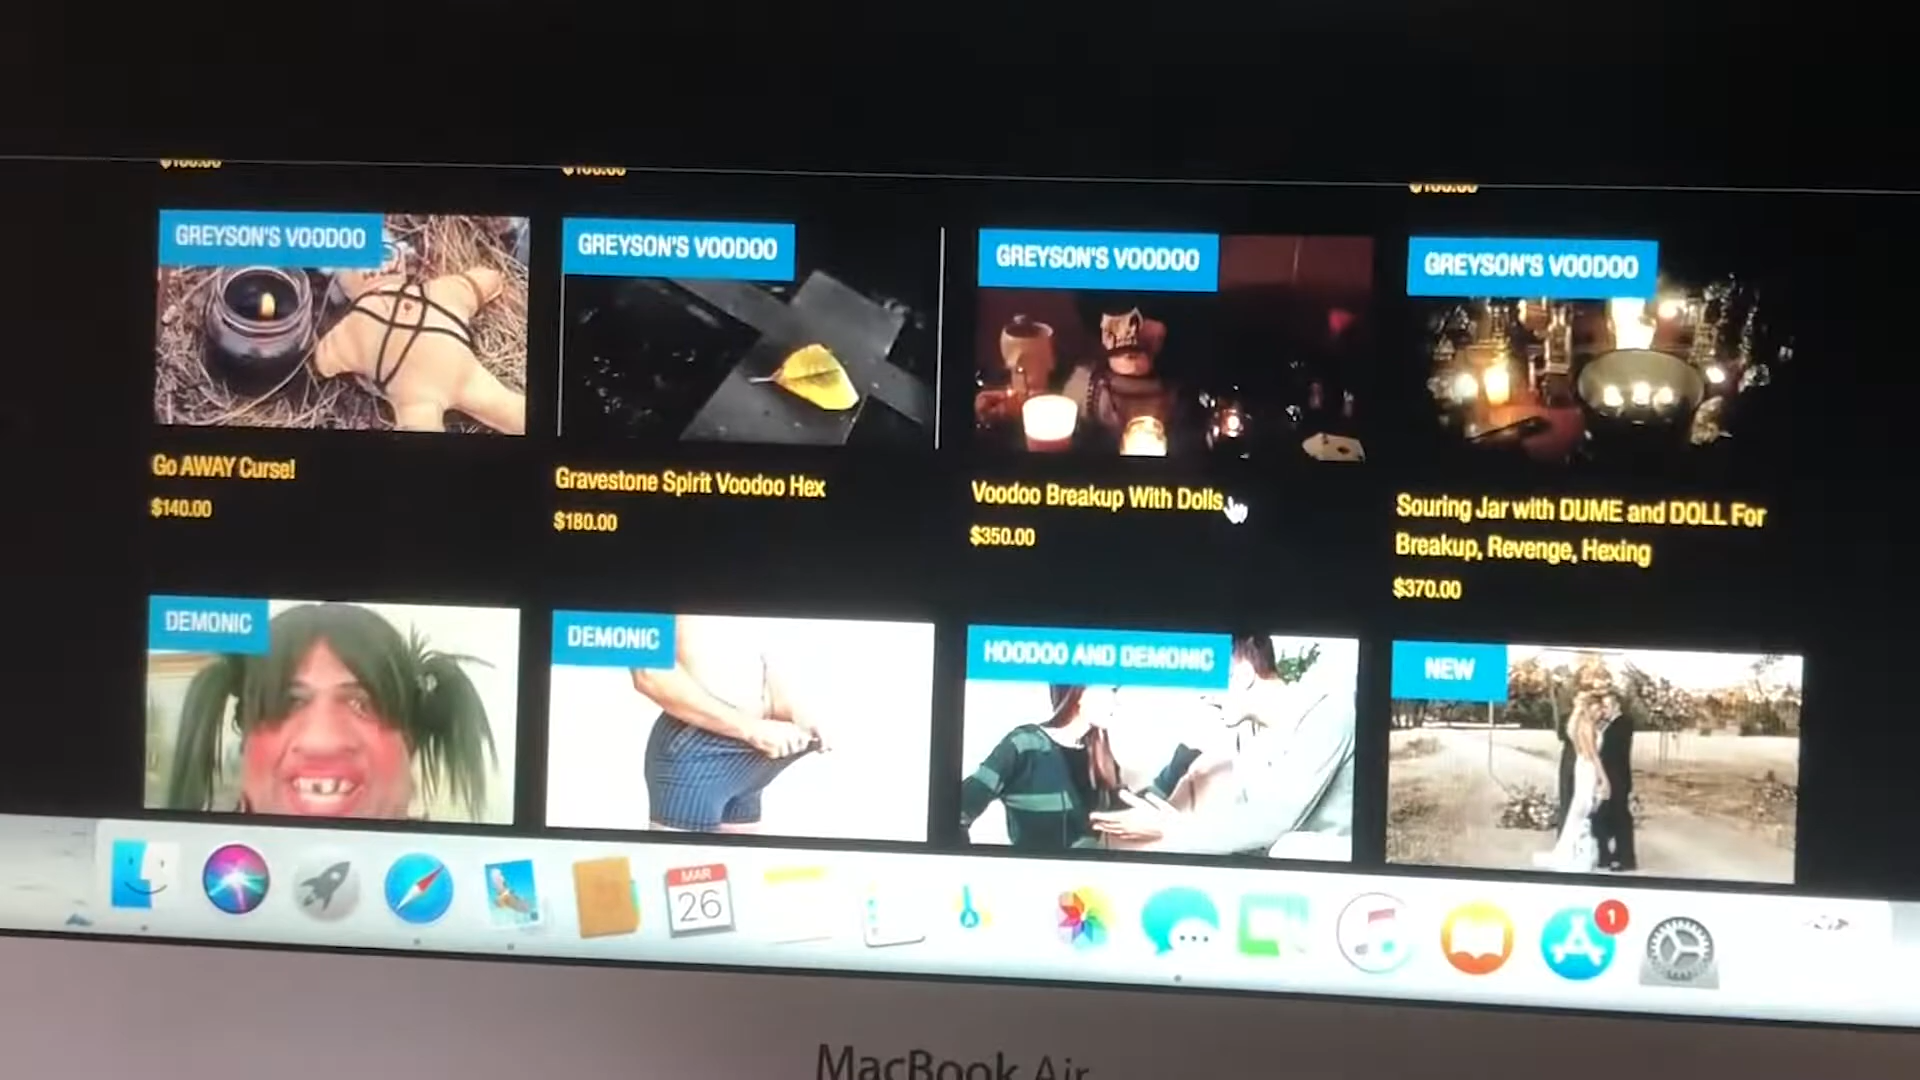 GREYSON'S VOODOO
GREYSON'S VOODOO
GREYSON'S VOODOO
GREYSON'S VOODOO
Go AWAY Curse!
$140.00
Gravestone Spirit Voodoo Hex
$180.00
Voodoo Breakup With Dolls
$350.00
Souring Jar with DUME and DOLL For
Breakup, Revenge, Hexing
$370.00
DEMONIC
DEMONIC
HOODOO AND DEMONIC
NEW
MAR
26
1
MacBook Air